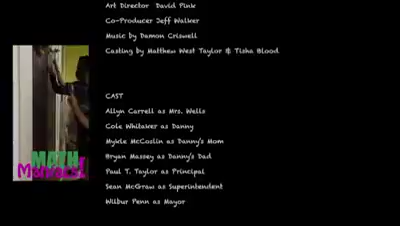 Art Director David Pink
Co-Producer Jeff Walker
Music by Damon Criswell
Casting by Matthew West Taylor & Tisha Blood
CAST
Allyn Carrell as Mrs. Wells
Cole Whitaker as Danny
Mykle McCoslin as Danny's Mom
Bryan Massey as Danny's Dad
Paul T. Taylor as Principal
Sean McGraw as Superintendent
Wilbur Penn as Mayor
MATH
MANIACS!